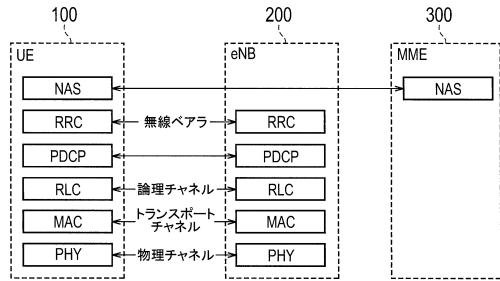 100 200 300
UE eNB MME
NAS NAS
RRC 無線ベアラ RRC
PDCP PDCP
RLC 論理チャネル RLC
MAC トランスポート MAC
チャネル
PHY 物理チャネル PHY